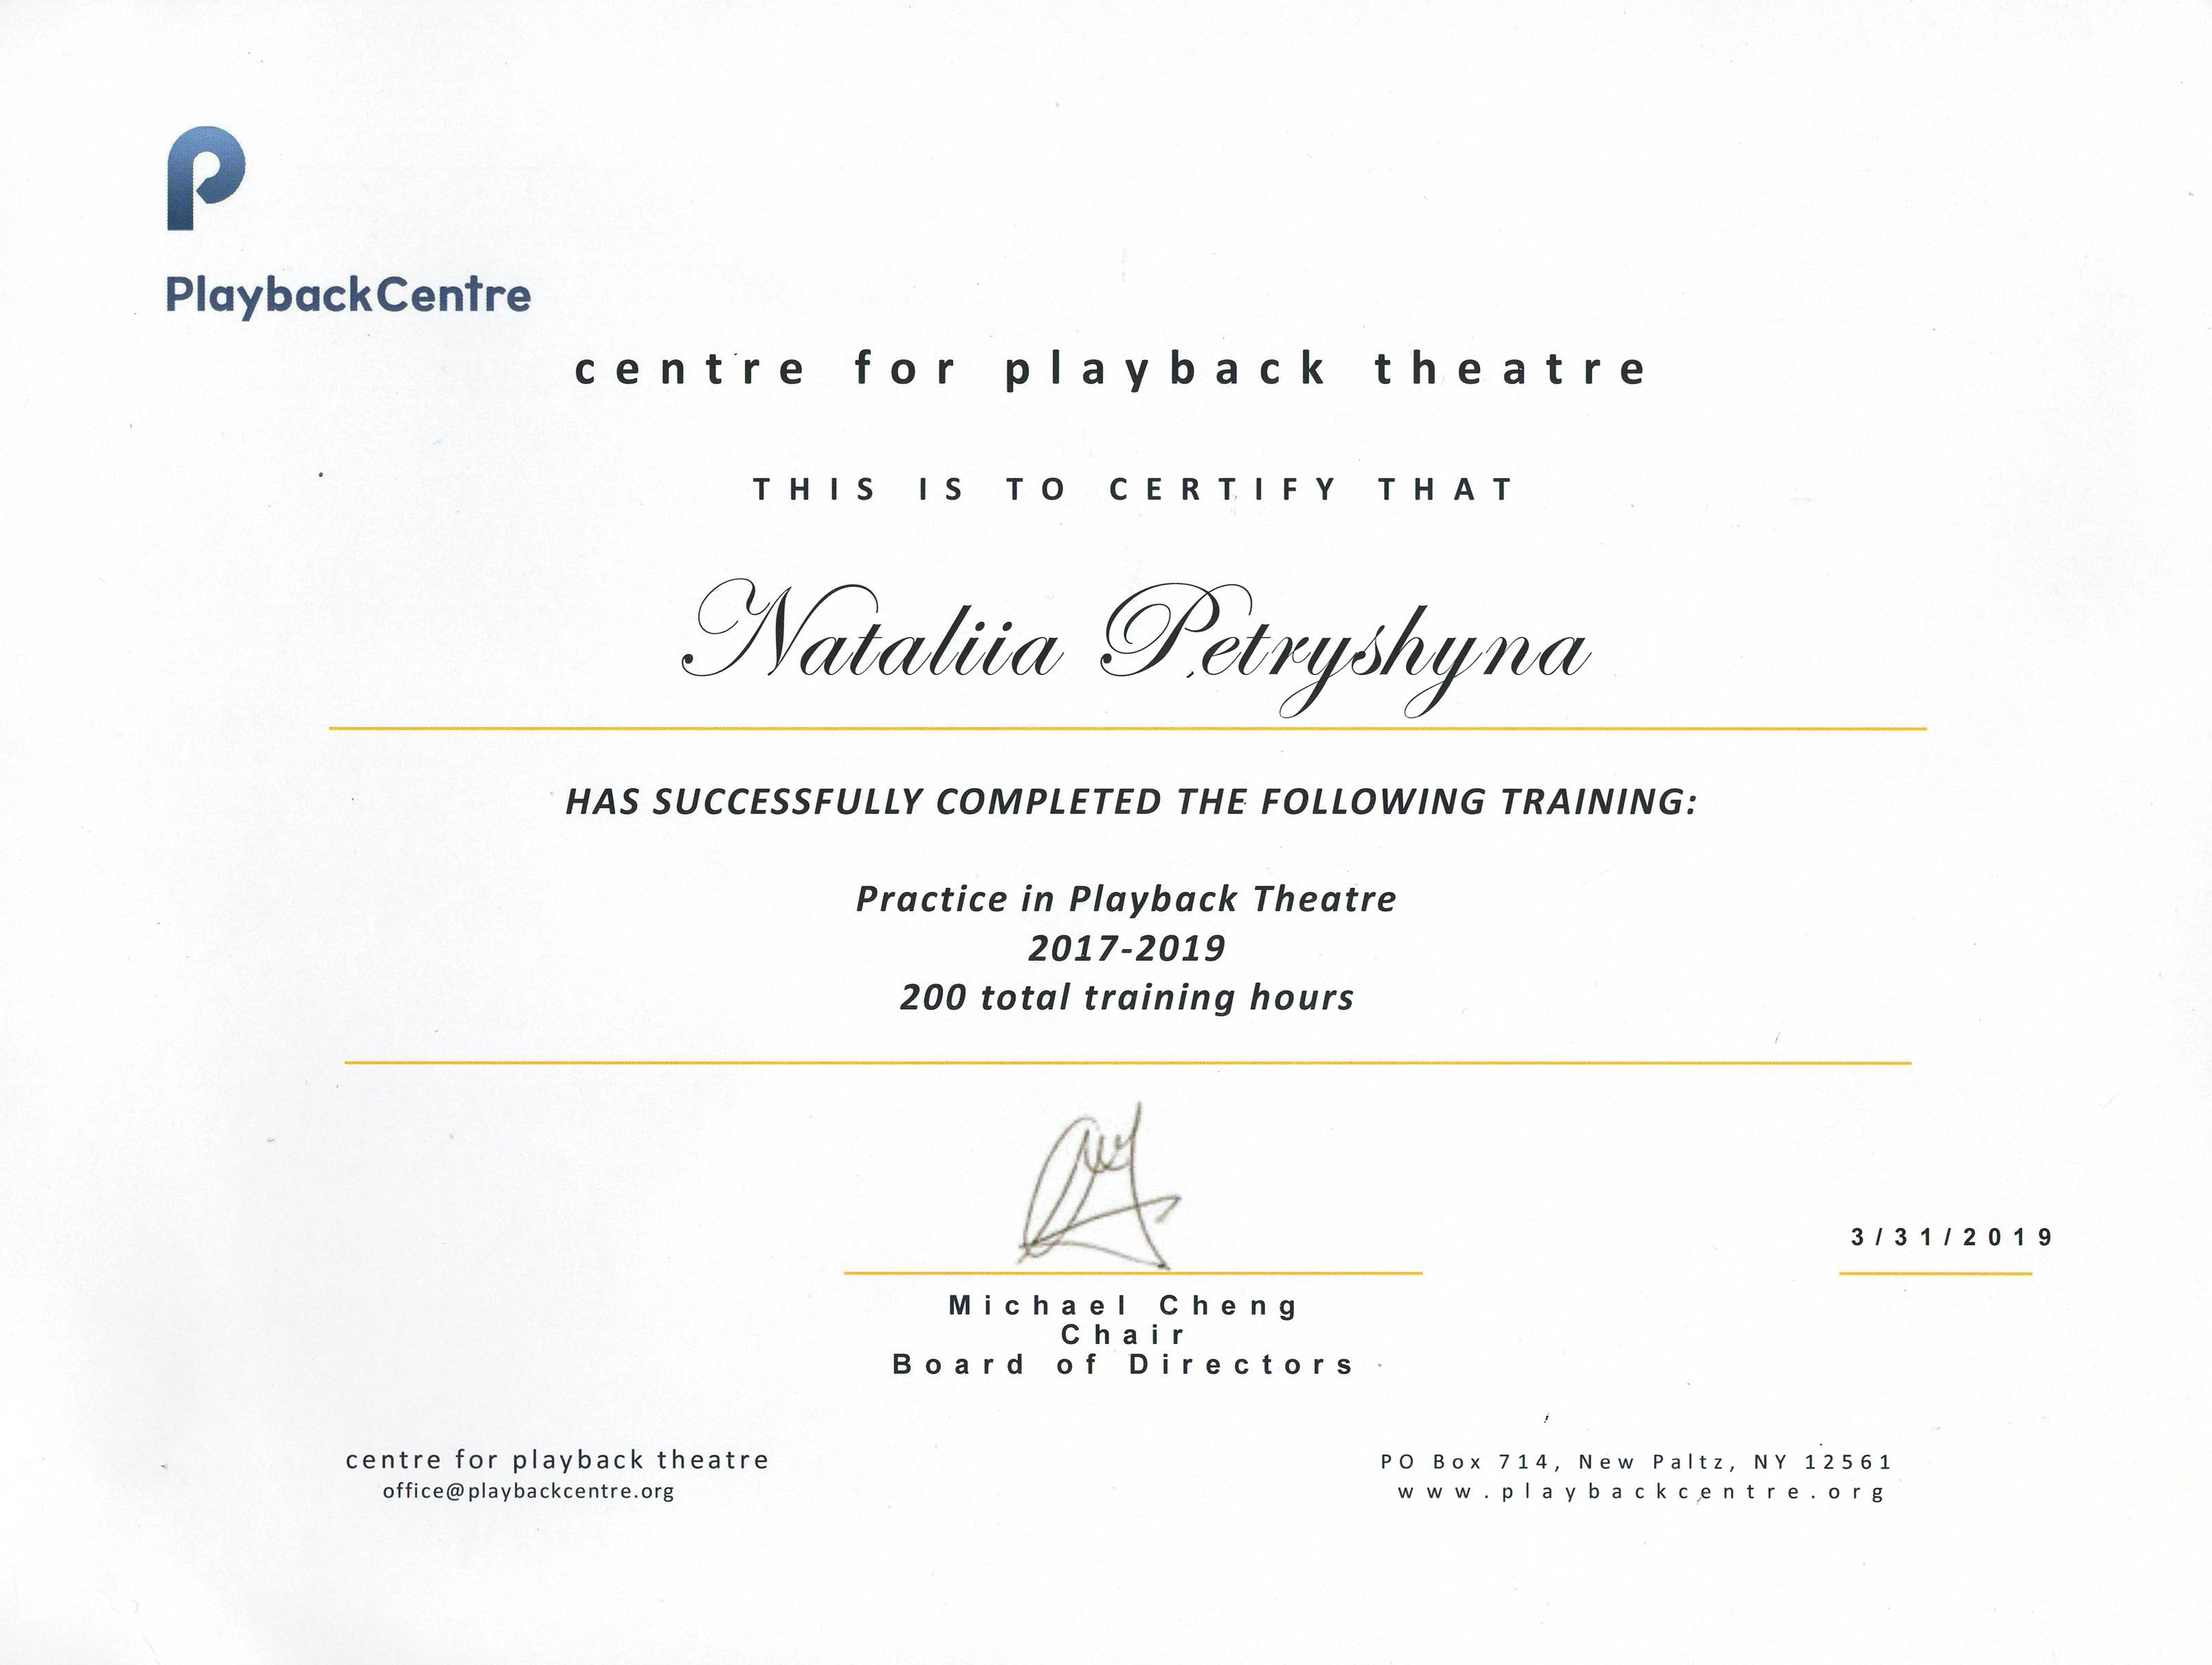 PlaybackCentre
centre for playback theatre
THIS IS TO CERTIFY THAT
Nataliia Petryshyna
HAS SUCCESSFULLY COMPLETED THE FOLLOWING TRAINING:
Practice in Playback Theatre
2017-2019
200 total training hours
3/31/2019
Michael Cheng
Chair
Board of Directors
centre for playback theatre
office@playbackcentre.org
PO Box 714, New Paltz, NY 12561
www.playbackcentre.org